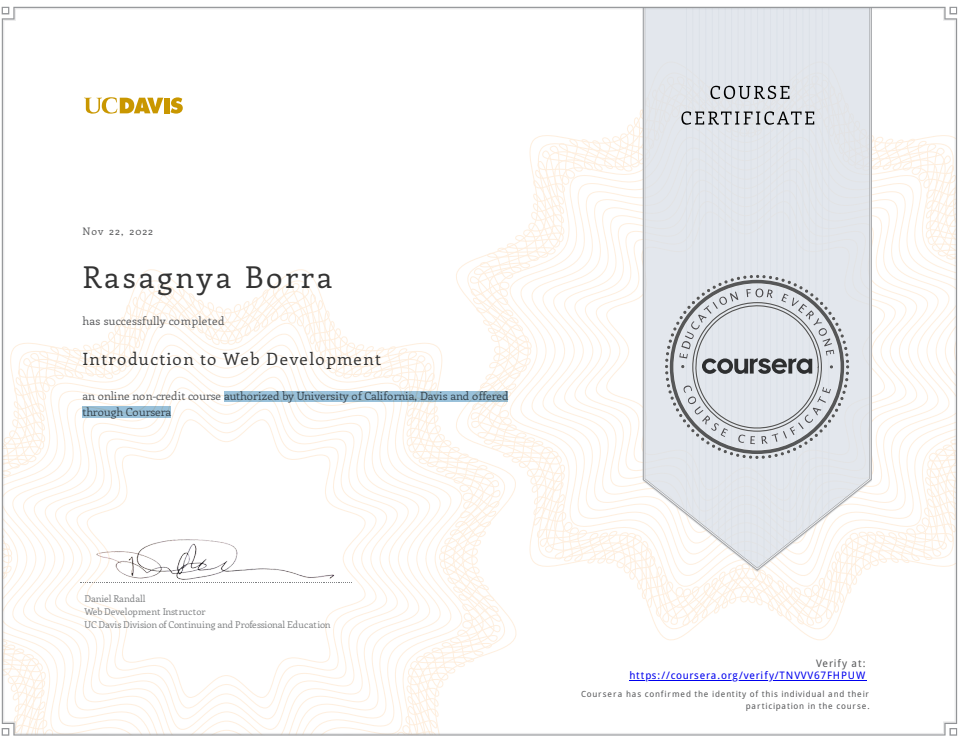 UCDAVIS
COURSE
CERTIFICATE
Nov 22, 2022
Rasagnya Borra
has successfully completed
Introduction to Web Development
an online non-credit course authorized by University of California, Davis and offered
through Coursera
EDUCATION FOR EVERYONE
coursera
COURSE CERTIFICATE
Daniel Randall
Web Development Instructor
UC Davis Division of Continuing and Professional Education
Verify at:
https://coursera.org/verify/TNVVV67FHPUW
Coursera has confirmed the identity of this individual and their
participation in the course.